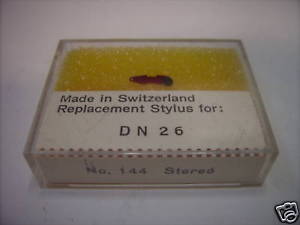 Made in Switzerland
Replacement Stylus for:
DN 26
No. 144 Stereo